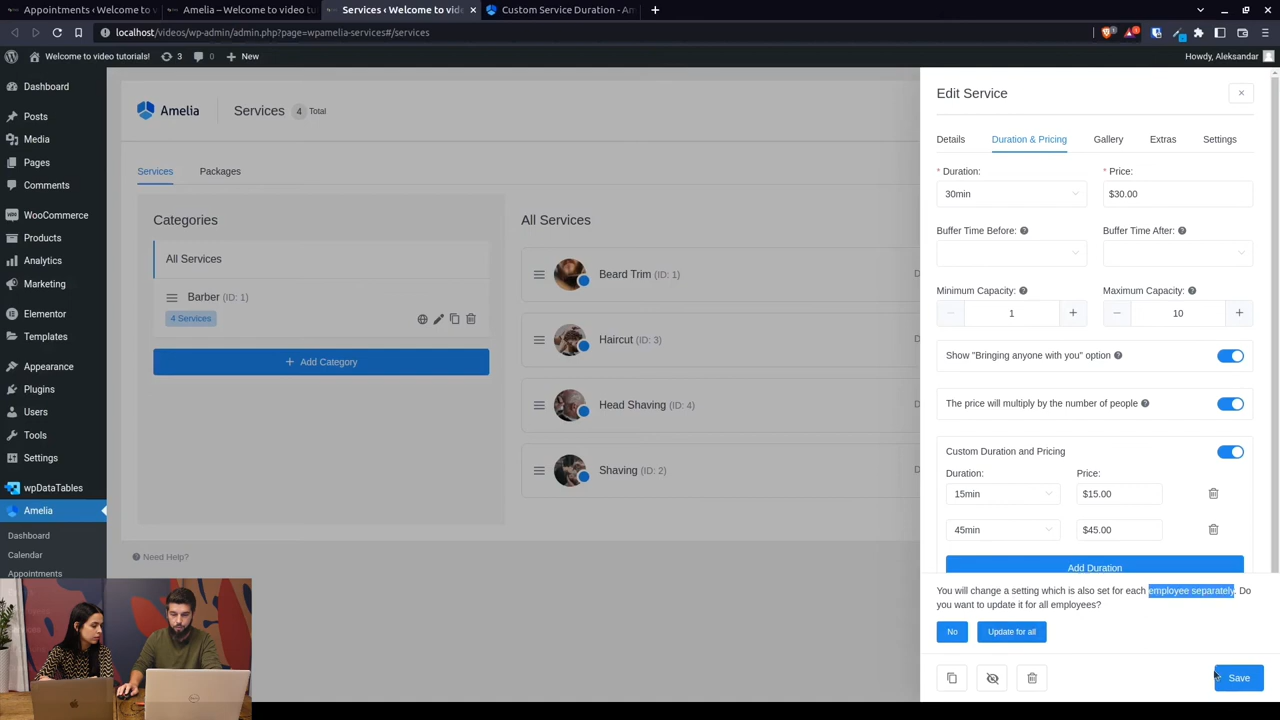 Appointments ‹ Welcome to v
Amelia – Welcome to video tu
Services ‹ Welcome to vide
Custom Service Duration - Am
localhost/videos/wp-admin/admin.php?page=wpamelia-services#/services
Welcome to video tutorials!
3
0
New
Howdy, Aleksandar
Dashboard
Posts
Media
Pages
Comments
WooCommerce
Products
Analytics
Marketing
Elementor
Templates
Appearance
Plugins
Users
Tools
Settings
wpDataTables
Amelia
Dashboard
Calendar
Appointments
Amelia
Services
4
Total
Services
Packages
Categories
All Services
Barber (ID: 1)
4 Services
Add Category
All Services
Beard Trim (ID: 1)
D
Haircut (ID: 3)
D
Head Shaving (ID: 4)
D
Shaving (ID: 2)
D
Need Help?
Edit Service
Details
Duration & Pricing
Gallery
Extras
Settings
* Duration:
* Price:
30min
$30.00
Buffer Time Before:
Buffer Time After:
Minimum Capacity:
Maximum Capacity:
1
10
Show "Bringing anyone with you" option
The price will multiply by the number of people
Custom Duration and Pricing
Duration:
Price:
15min
$15.00
45min
$45.00
Add Duration
You will change a setting which is also set for each employee separately. Do
you want to update it for all employees?
No
Update for all
Save